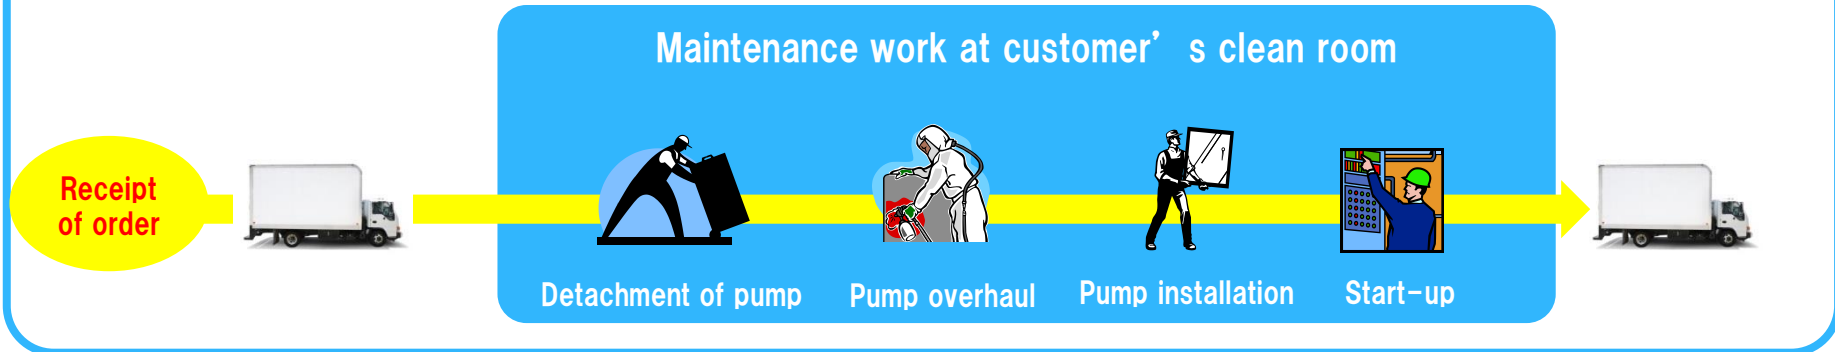 Maintenance work at customer’s clean room
Receipt
of order
Detachment of pump
Pump overhaul
Pump installation
Start-up